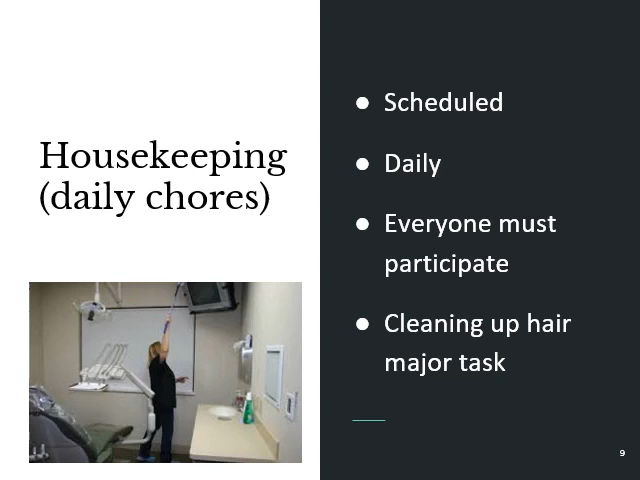 Housekeeping
(daily chores)
● Scheduled
● Daily
● Everyone must
participate
● Cleaning up hair
major task
9